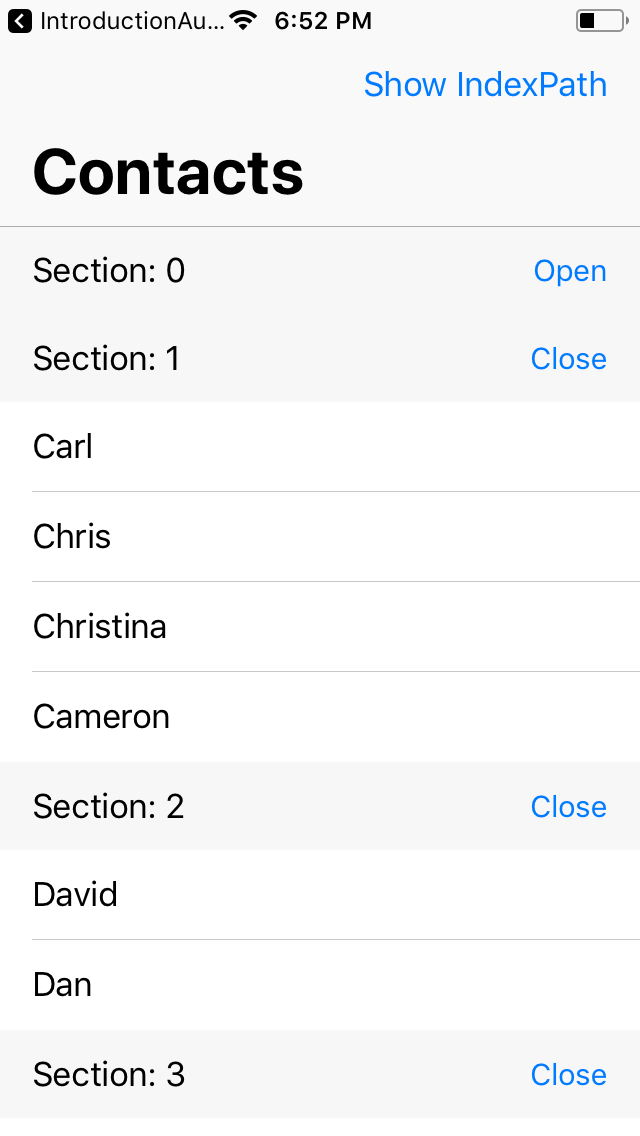 IntroductionAu... 6:52 PM
Show IndexPath
Contacts
Section: 0 Open
Section: 1 Close
Carl
Chris
Christina
Cameron
Section: 2 Close
David
Dan
Section: 3 Close